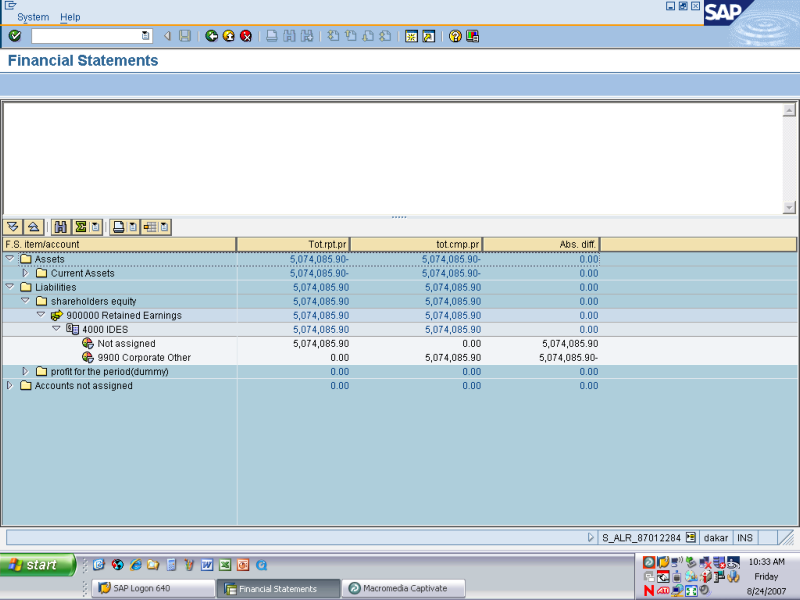 System Help
SAP
Financial Statements
F.S. item/account Tot.rpt.pr tot.cmp.pr Abs. diff.
Assets 5,074,085.90- 5,074,085.90- 0.00
Current Assets 5,074,085.90- 5,074,085.90- 0.00
Liabilities 5,074,085.90 5,074,085.90 0.00
shareholders equity 5,074,085.90 5,074,085.90 0.00
900000 Retained Earnings 5,074,085.90 5,074,085.90 0.00
4000 IDES 5,074,085.90 5,074,085.90 0.00
Not assigned 5,074,085.90 0.00 5,074,085.90
9900 Corporate Other 0.00 5,074,085.90 5,074,085.90-
profit for the period(dummy) 0.00 0.00 0.00
Accounts not assigned 0.00 0.00 0.00
S_ALR_87012284 dakar INS
start
10:33 AM
SAP Logon 640 Financial Statements Macromedia Captivate
Friday
8/24/2007